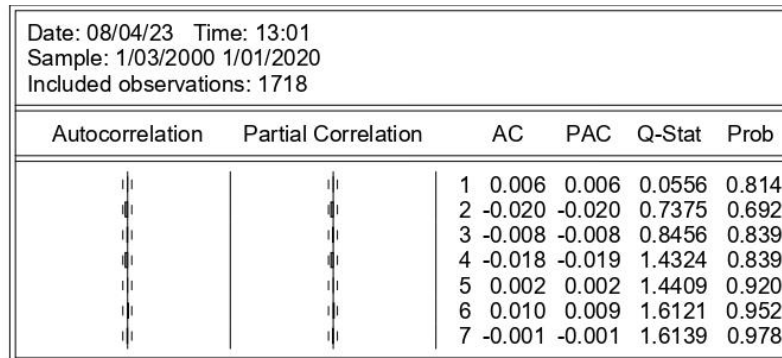 Date: 08/04/23 Time: 13:01
Sample: 1/03/2000 1/01/2020
Included observations: 1718
Autocorrelation Partial Correlation AC PAC Q-Stat Prob
1 0.006 0.006 0.0556 0.814
2 -0.020 -0.020 0.7375 0.692
3 -0.008 -0.008 0.8456 0.839
4 -0.018 -0.019 1.4324 0.839
5 0.002 0.002 1.4409 0.920
6 0.010 0.009 1.6121 0.952
7 -0.001 -0.001 1.6139 0.978